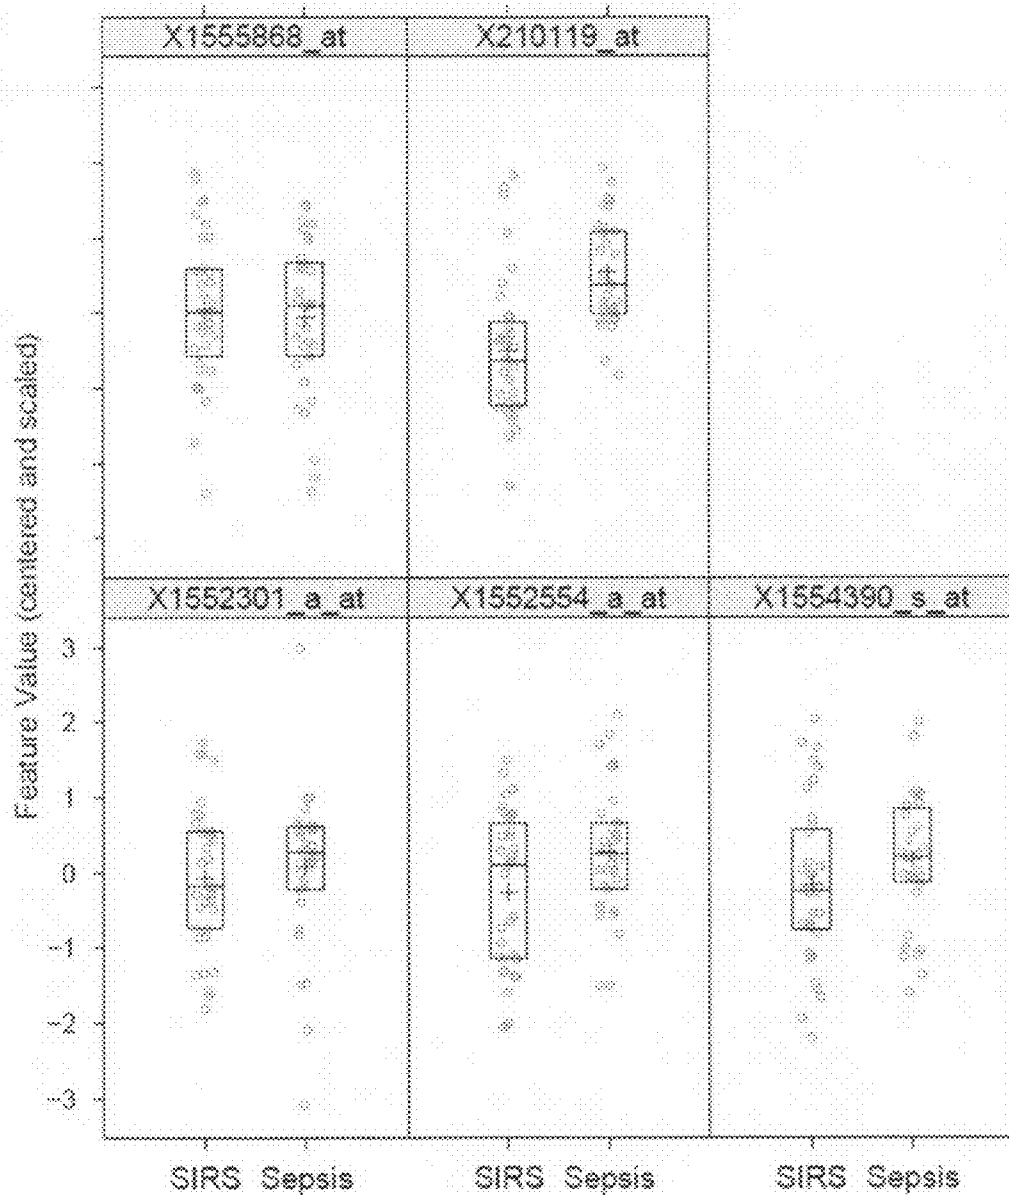 X1555868_at X210119_at
Feature Value (centered and scaled)
X1552301_a_at X1552554_a_at X1554390_s_at
3
2
1
0
-1
-2
-3
SIRS Sepsis SIRS Sepsis SIRS Sepsis